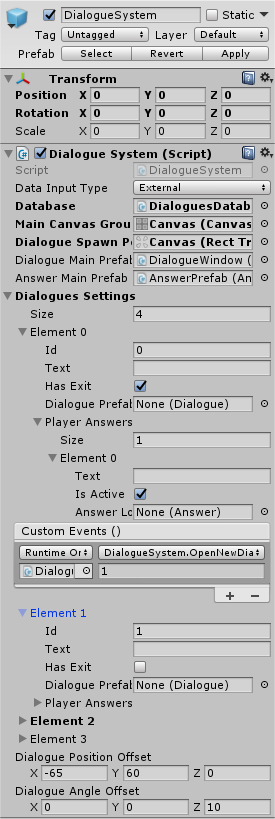 DialogueSystem Static
Tag Untagged Layer Default
Prefab Select Revert Apply
Transform
Position X 0 Y 0 Z 0
Rotation X 0 Y 0 Z 0
Scale X 0 Y 0 Z 0
Dialogue System (Script)
Script DialogueSystem
Data Input Type External
Database DialoguesDatab
Main Canvas Grou Canvas (Canvas
Dialogue Spawn P Canvas (Rect Tr
Dialogue Main Prefab DialogueWindow (
Answer Main Prefab AnswerPrefab (An
Dialogues Settings
Size 4
Element 0
Id 0
Text
Has Exit
Dialogue Prefab None (Dialogue)
Player Answers
Size 1
Element 0
Text
Is Active
Answer Lo None (Answer)
Custom Events ()
Runtime Or DialogueSystem.OpenNewDia
Dialogu 1
+ −
Element 1
Id 1
Text
Has Exit
Dialogue Prefab None (Dialogue)
Player Answers
Element 2
Element 3
Dialogue Position Offset
X -65 Y 60 Z 0
Dialogue Angle Offset
X 0 Y 0 Z 10